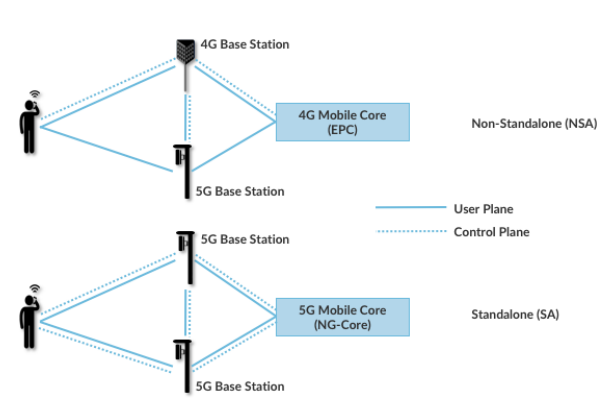 4G Base Station
4G Mobile Core
(EPC)
Non-Standalone (NSA)
5G Base Station
User Plane
Control Plane
5G Base Station
5G Mobile Core
(NG-Core)
Standalone (SA)
5G Base Station